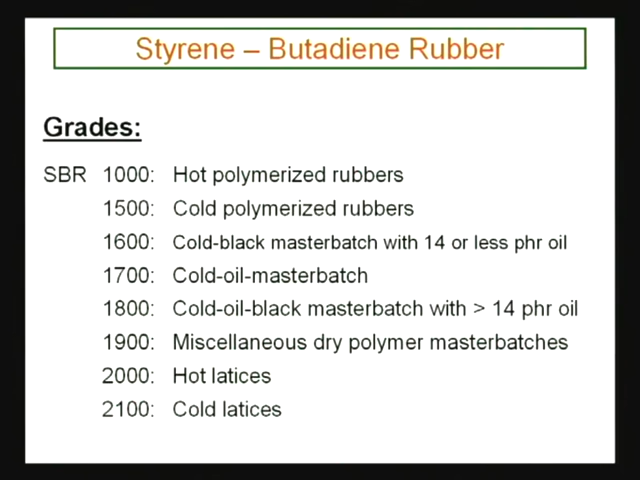 Styrene – Butadiene Rubber
Grades:
SBR 1000: Hot polymerized rubbers
1500: Cold polymerized rubbers
1600: Cold-black masterbatch with 14 or less phr oil
1700: Cold-oil-masterbatch
1800: Cold-oil-black masterbatch with > 14 phr oil
1900: Miscellaneous dry polymer masterbatches
2000: Hot latices
2100: Cold latices